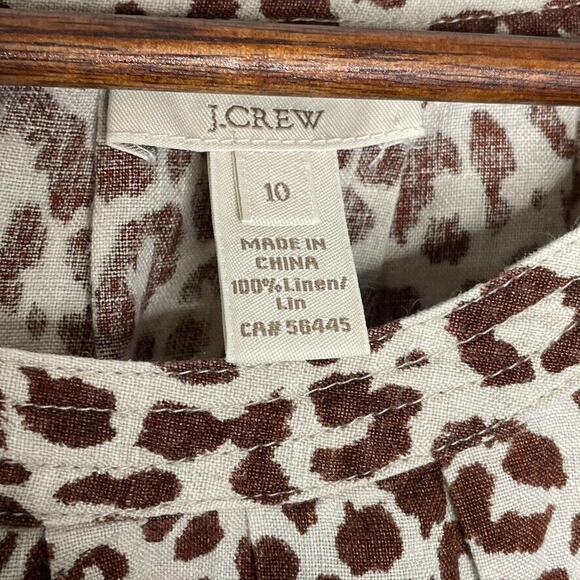 J.CREW
10
MADE IN
CHINA
100%Linen/
Lin
CA# 56445